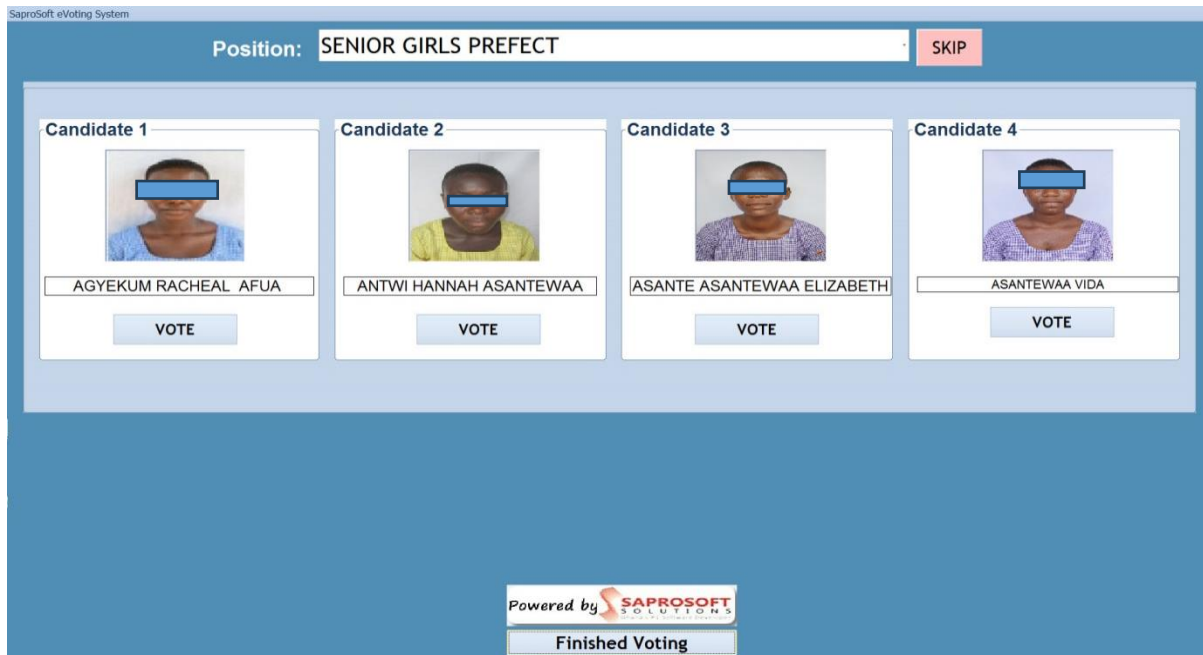 SaproSoft eVoting System
Position: SENIOR GIRLS PREFECT SKIP
Candidate 1
AGYEKUM RACHEAL AFUA
VOTE
Candidate 2
ANTWI HANNAH ASANTEWAA
VOTE
Candidate 3
ASANTE ASANTEWAA ELIZABETH
VOTE
Candidate 4
ASANTEWAA VIDA
VOTE
Powered by SAPROSOFT
SOLUTIONS
Finished Voting